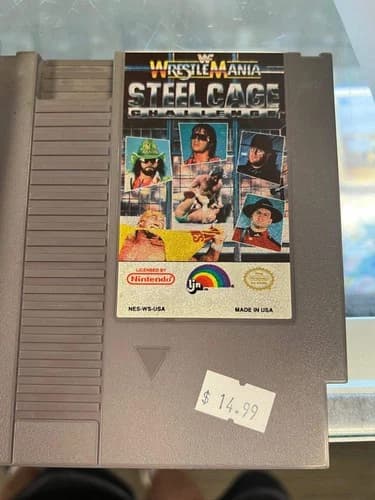 WF
WRESTLEMANIA
STEEL CAGE
CHALLENGE
LICENSED BY
Nintendo
ljn
NES-WS-USA
MADE IN USA
$ 14.99